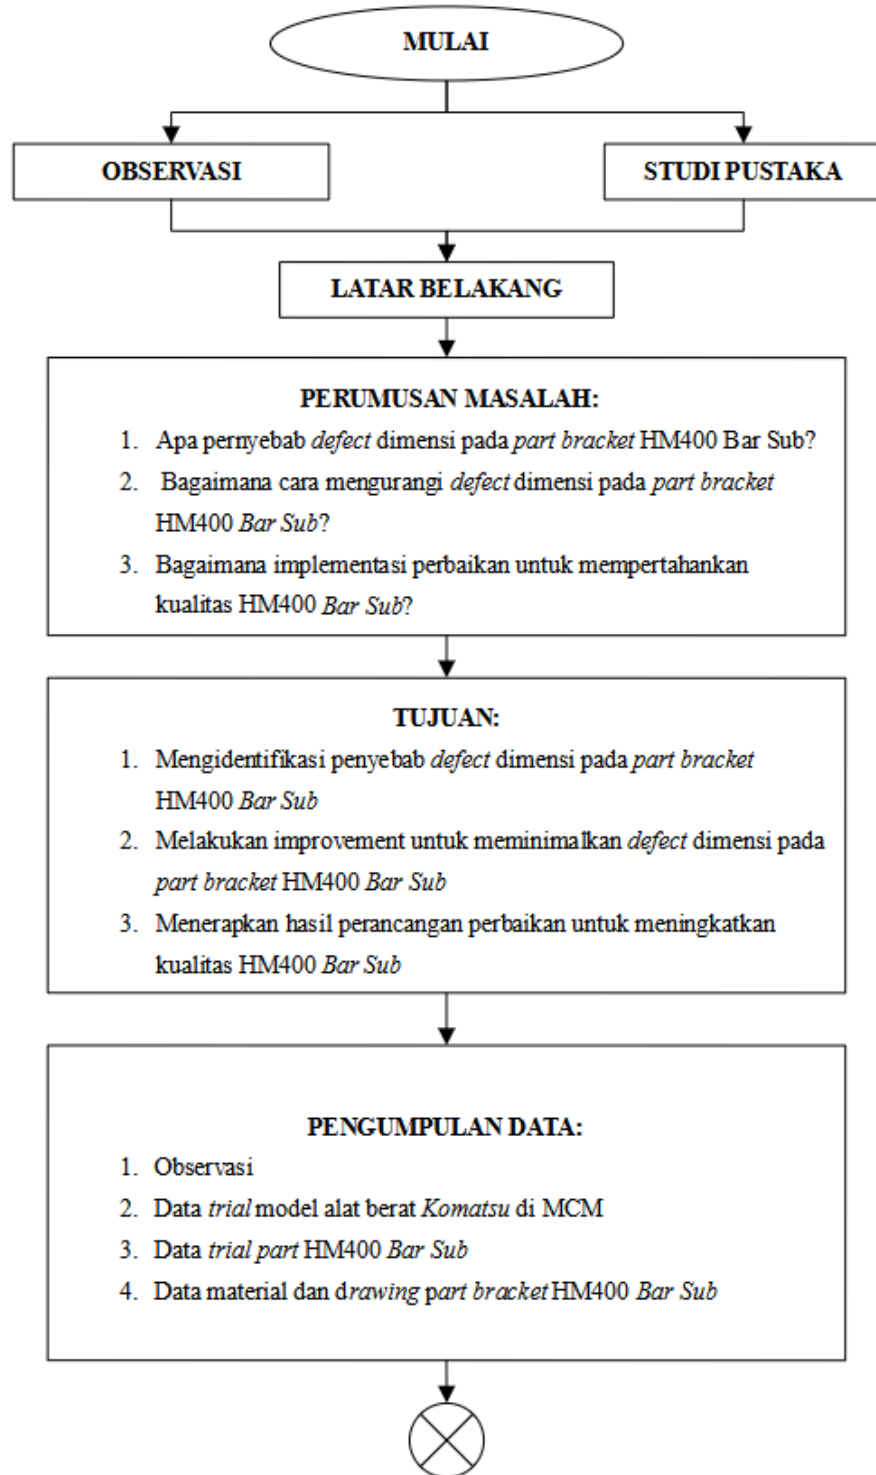 MULAI
OBSERVASI
STUDI PUSTAKA
LATAR BELAKANG
PERUMUSAN MASALAH:
1. Apa pernyebab defect dimensi pada part bracket HM400 Bar Sub?
2. Bagaimana cara mengurangi defect dimensi pada part bracket
HM400 Bar Sub?
3. Bagaimana implementasi perbaikan untuk mempertahankan
kualitas HM400 Bar Sub?
TUJUAN:
1. Mengidentifikasi penyebab defect dimensi pada part bracket
HM400 Bar Sub
2. Melakukan improvement untuk meminimalkan defect dimensi pada
part bracket HM400 Bar Sub
3. Menerapkan hasil perancangan perbaikan untuk meningkatkan
kualitas HM400 Bar Sub
PENGUMPULAN DATA:
1. Observasi
2. Data trial model alat berat Komatsu di MCM
3. Data trial part HM400 Bar Sub
4. Data material dan drawing part bracket HM400 Bar Sub